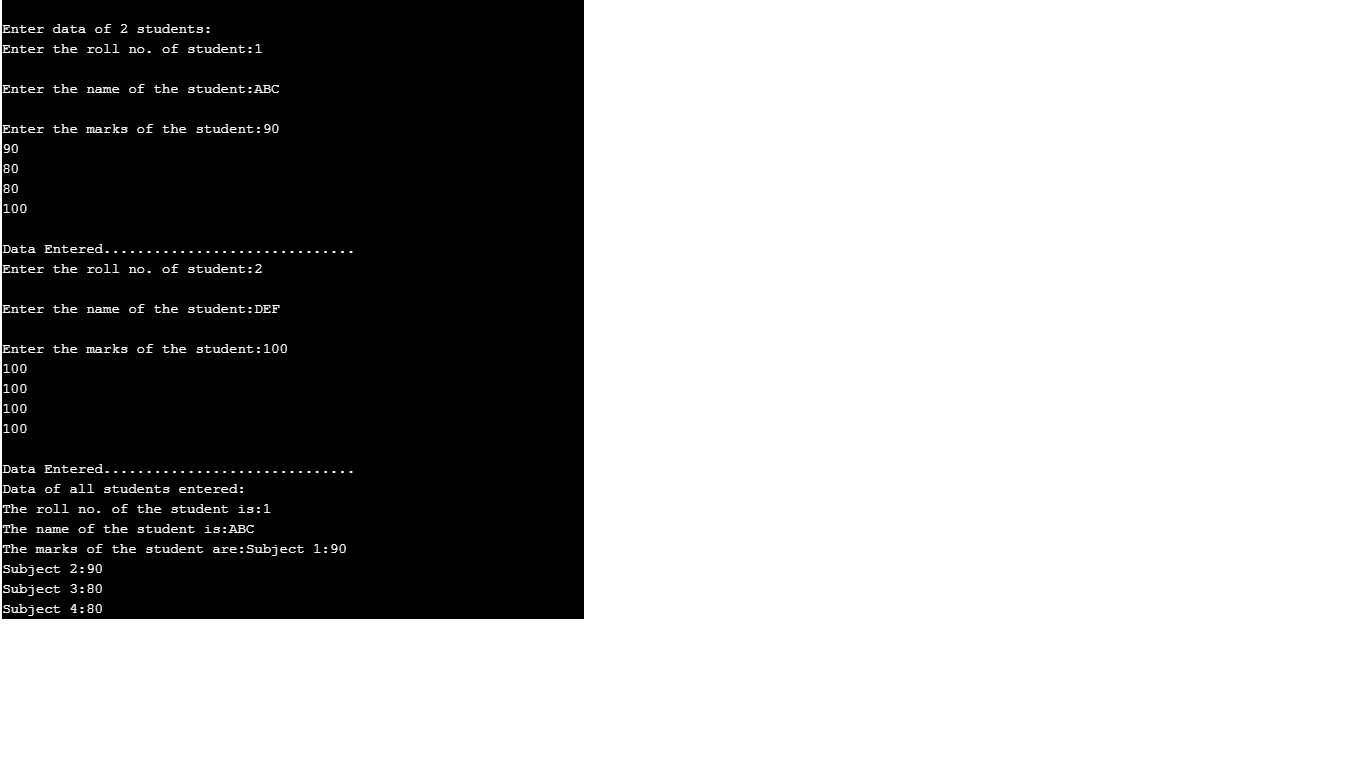 Enter data of 2 students:
Enter the roll no. of student:1
Enter the name of the student:ABC
Enter the marks of the student:90
90
80
80
100
Data Entered..............................
Enter the roll no. of student:2
Enter the name of the student:DEF
Enter the marks of the student:100
100
100
100
100
Data Entered..............................
Data of all students entered:
The roll no. of the student is:1
The name of the student is:ABC
The marks of the student are:Subject 1:90
Subject 2:90
Subject 3:80
Subject 4:80